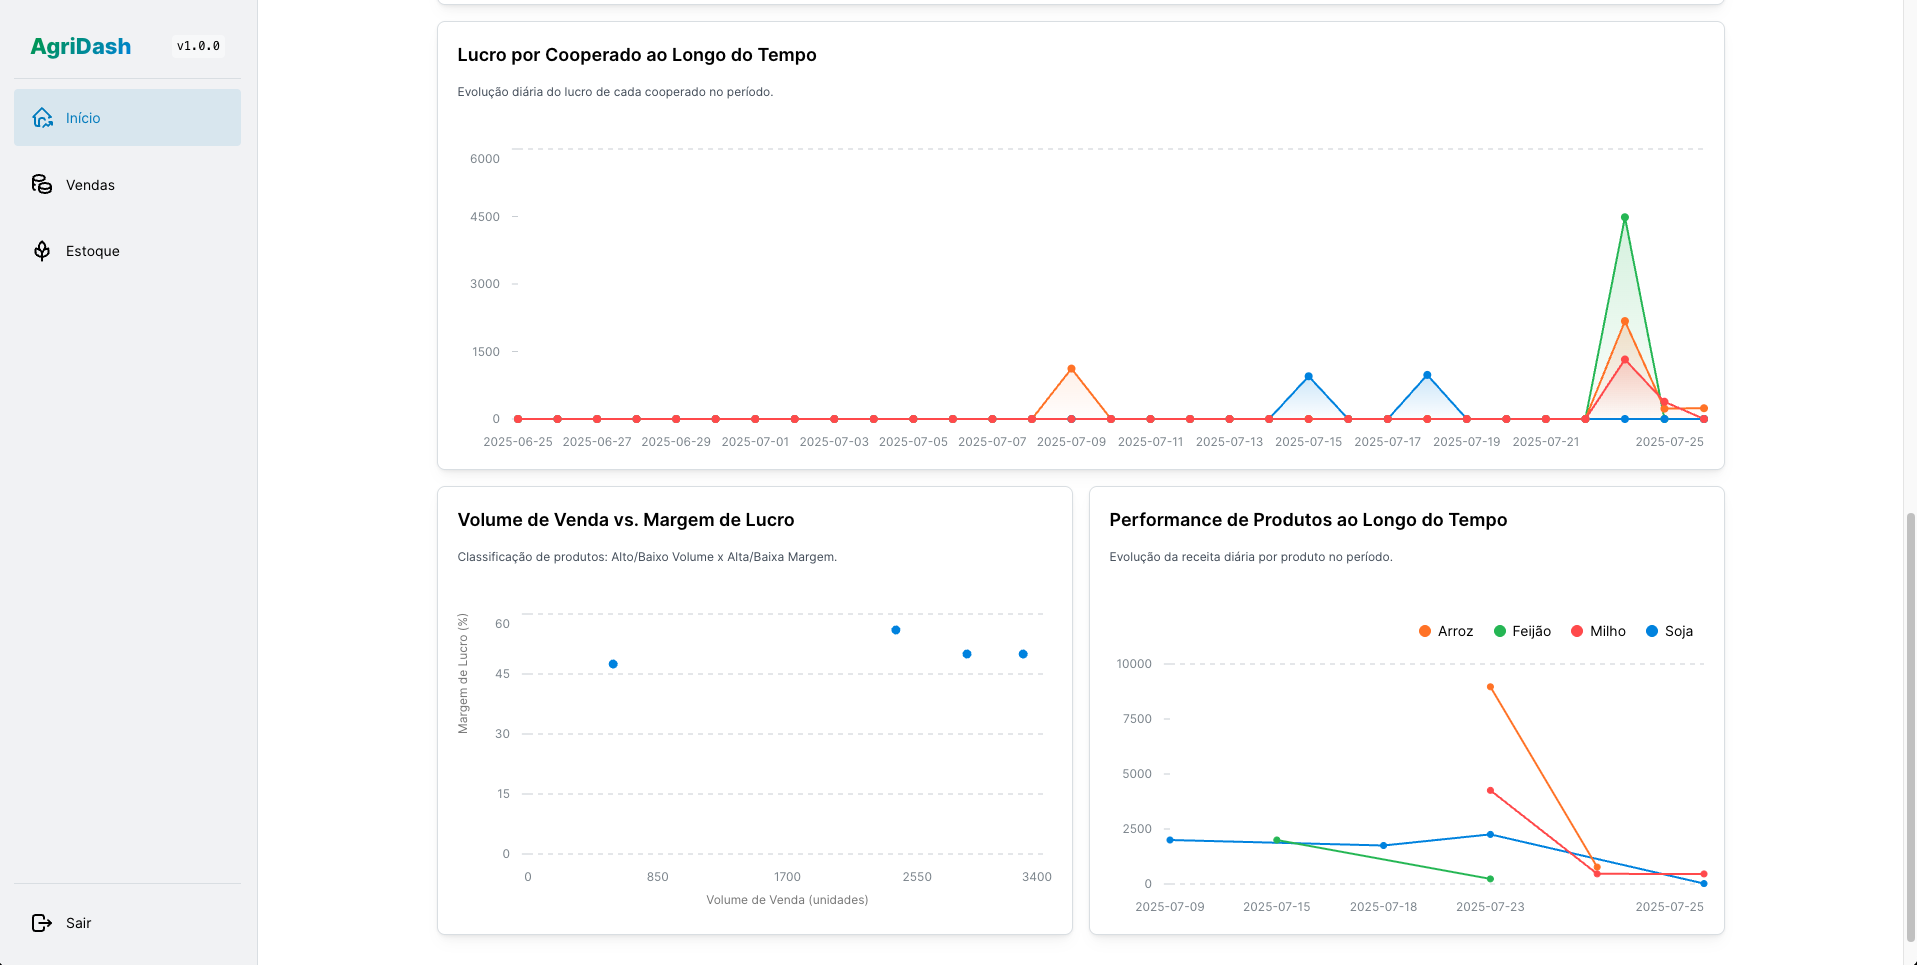 AgriDash
v1.0.0
Início
Vendas
Estoque
Sair
Lucro por Cooperado ao Longo do Tempo
Evolução diária do lucro de cada cooperado no período.
6000
4500
3000
1500
0
2025-06-25 2025-06-27 2025-06-29 2025-07-01 2025-07-03 2025-07-05 2025-07-07 2025-07-09 2025-07-11 2025-07-13 2025-07-15 2025-07-17 2025-07-19 2025-07-21 2025-07-25
Volume de Venda vs. Margem de Lucro
Classificação de produtos: Alto/Baixo Volume x Alta/Baixa Margem.
Margem de Lucro (%)
60
45
30
15
0
0 850 1700 2550 3400
Volume de Venda (unidades)
Performance de Produtos ao Longo do Tempo
Evolução da receita diária por produto no período.
Arroz Feijão Milho Soja
10000
7500
5000
2500
0
2025-07-09 2025-07-15 2025-07-18 2025-07-23 2025-07-25